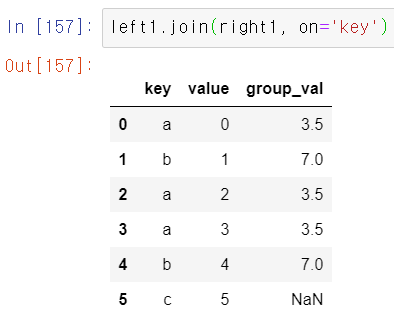 In [157]: left1.join(right1, on='key')
Out[157]:
key value group_val
0 a 0 3.5
1 b 1 7.0
2 a 2 3.5
3 a 3 3.5
4 b 4 7.0
5 c 5 NaN